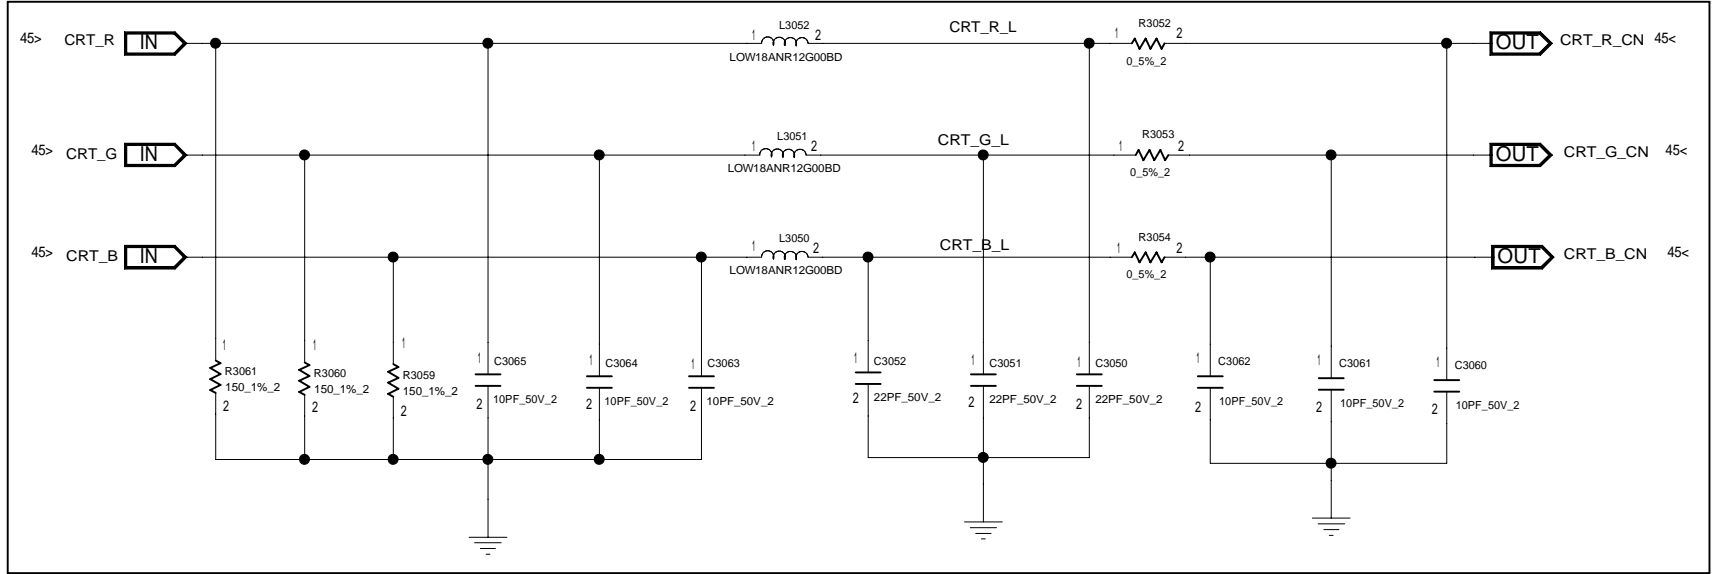 45> CRT_R IN 1 L3052 2 CRT_R_L 1 R3052 2 OUT CRT_R_CN 45<
LOW18ANR12G00BD 0_5%_2
45> CRT_G IN 1 L3051 2 CRT_G_L 1 R3053 2 OUT CRT_G_CN 45<
LOW18ANR12G00BD 0_5%_2
45> CRT_B IN 1 L3050 2 CRT_B_L 1 R3054 2 OUT CRT_B_CN 45<
LOW18ANR12G00BD 0_5%_2
1 R3061
150_1%_2
2
1 R3060
150_1%_2
2
1 R3059
150_1%_2
2
1 C3065
2 10PF_50V_2
1 C3064
2 10PF_50V_2
1 C3063
2 10PF_50V_2
1 C3052
2 22PF_50V_2
1 C3051
2 22PF_50V_2
1 C3050
2 22PF_50V_2
1 C3062
2 10PF_50V_2
1 C3061
2 10PF_50V_2
1 C3060
2 10PF_50V_2